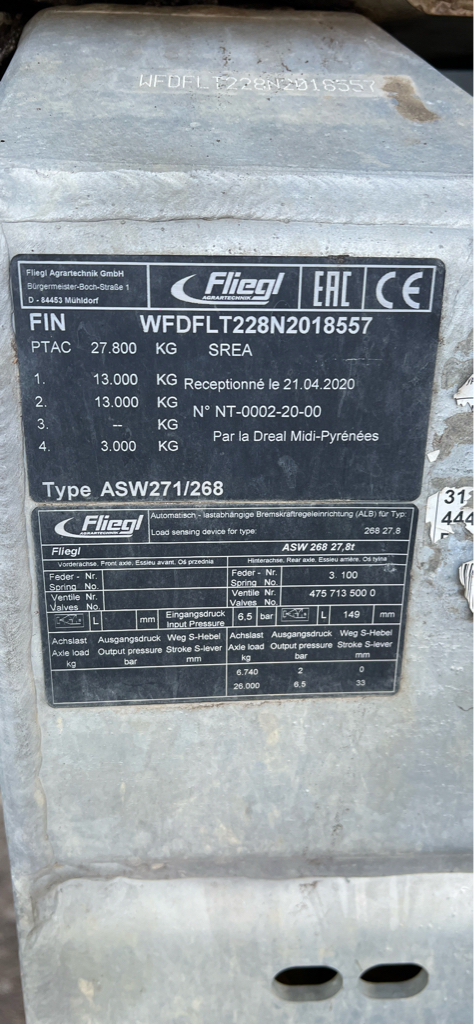 WFDFLT228N2018557
Fliegl Agrartechnik GmbH
Bürgermeister-Boch-Straße 1
D - 84453 Mühldorf
Fliegl
AGRARTECHNIK
EAC
CE
FIN WFDFLT228N2018557
PTAC 27.800 KG SREA
1. 13.000 KG Receptionné le 21.04.2020
2. 13.000 KG N° NT-0002-20-00
3. -- KG
4. 3.000 KG Par la Dreal Midi-Pyrénées
Type ASW271/268
Fliegl
AGRARTECHNIK
Automatisch - lastabhängige Bremskraftregeleinrichtung (ALB) für Typ:
Load sensing device for type: 268 27,8
Fliegl ASW 268 27,8t
Vorderachse, Front axle, Essieu avant, Oś przednia
Hinterachse, Rear axle, Essieu arrière, Oś tylna
Feder - Nr.
Spring No.
Feder - Nr.
Spring No. 3 100
Ventile Nr.
Valves No.
Ventile Nr.
Valves No. 475 713 500 0
L mm Eingangsdruck
Input Pressure 6.5 bar L 149 mm
Achslast Ausgangsdruck Weg S-Hebel
Axle load Output pressure Stroke S-lever
kg bar mm
Achslast Ausgangsdruck Weg S-Hebel
Axle load Output pressure Stroke S-lever
kg bar mm
6.740 2 0
26.000 6,5 33
31-
444